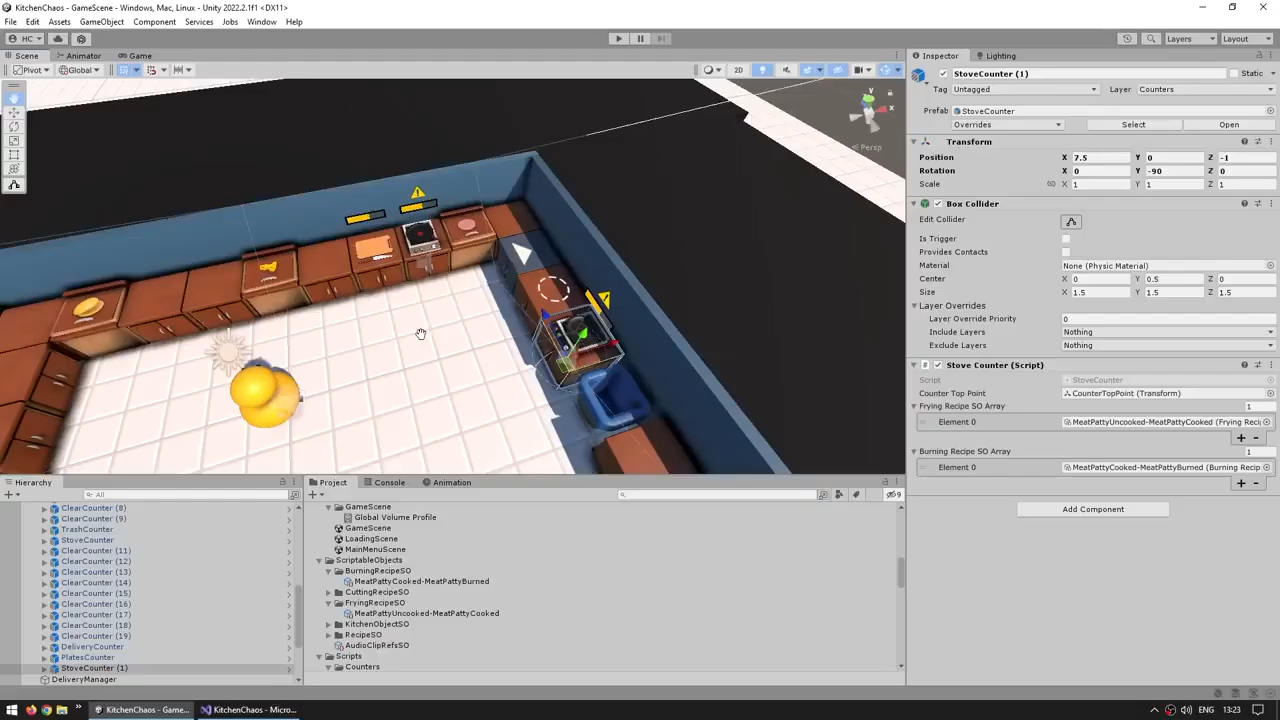 KitchenChaos - GameScene - Windows, Mac, Linux - Unity 2022.2.1f1 <DX11>
File Edit Assets GameObject Component Services Jobs Window Help
HC Layers Layout
Scene Animator Game
Pivot Global 2D
Persp
Inspector Lighting
StoveCounter (1) Static
Tag Untagged Layer Counters
Prefab StoveCounter
Overrides Select Open
Transform
Position X 7.5 Y 0 Z -1
Rotation X 0 Y -90 Z 0
Scale X 1 Y 1 Z 1
Box Collider
Edit Collider
Is Trigger
Provides Contacts
Material None (Physic Material)
Center X 0 Y 0.5 Z 0
Size X 1.5 Y 1.5 Z 1.5
Layer Overrides
Layer Override Priority 0
Include Layers Nothing
Exclude Layers Nothing
# Stove Counter (Script)
Script StoveCounter
Counter Top Point CounterTopPoint (Transform)
Frying Recipe SO Array 1
Element 0 MeatPattyUncooked-MeatPattyCooked (Frying Reci
Burning Recipe SO Array 1
Element 0 MeatPattyCooked-MeatPattyBurned (Burning Recip
Add Component
Hierarchy
All
ClearCounter (8)
ClearCounter (9)
TrashCounter
StoveCounter
ClearCounter (11)
ClearCounter (12)
ClearCounter (13)
ClearCounter (14)
ClearCounter (15)
ClearCounter (16)
ClearCounter (17)
ClearCounter (18)
ClearCounter (19)
DeliveryCounter
PlatesCounter
StoveCounter (1)
DeliveryManager
Project Console Animation
9
GameScene
Global Volume Profile
GameScene
LoadingScene
MainMenuScene
ScriptableObjects
BurningRecipeSO
MeatPattyCooked-MeatPattyBurned
CuttingRecipeSO
FryingRecipeSO
MeatPattyUncooked-MeatPattyCooked
KitchenObjectSO
RecipeSO
AudioClipRefsSO
Scripts
Counters
KitchenChaos - Game... KitchenChaos - Micro... ENG 13:23